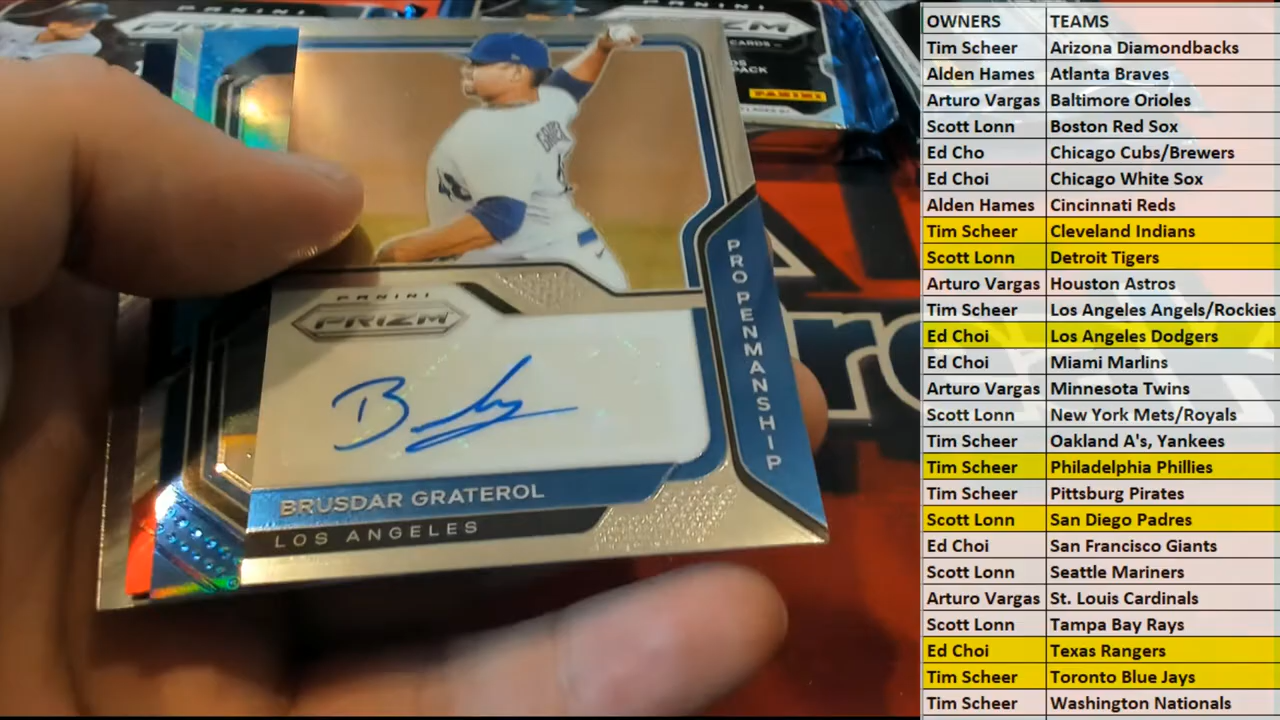 PANINI
PRIZM
CARDS
PACK
PANINI
PRO PENMANSHIP
PANINI
PRIZM
BRUSDAR GRATEROL
LOS ANGELES
OWNERS TEAMS
Tim Scheer Arizona Diamondbacks
Alden Hames Atlanta Braves
Arturo Vargas Baltimore Orioles
Scott Lonn Boston Red Sox
Ed Cho Chicago Cubs/Brewers
Ed Choi Chicago White Sox
Alden Hames Cincinnati Reds
Tim Scheer Cleveland Indians
Scott Lonn Detroit Tigers
Arturo Vargas Houston Astros
Tim Scheer Los Angeles Angels/Rockies
Ed Choi Los Angeles Dodgers
Ed Choi Miami Marlins
Arturo Vargas Minnesota Twins
Scott Lonn New York Mets/Royals
Tim Scheer Oakland A's, Yankees
Tim Scheer Philadelphia Phillies
Tim Scheer Pittsburg Pirates
Scott Lonn San Diego Padres
Ed Choi San Francisco Giants
Scott Lonn Seattle Mariners
Arturo Vargas St. Louis Cardinals
Scott Lonn Tampa Bay Rays
Ed Choi Texas Rangers
Tim Scheer Toronto Blue Jays
Tim Scheer Washington Nationals